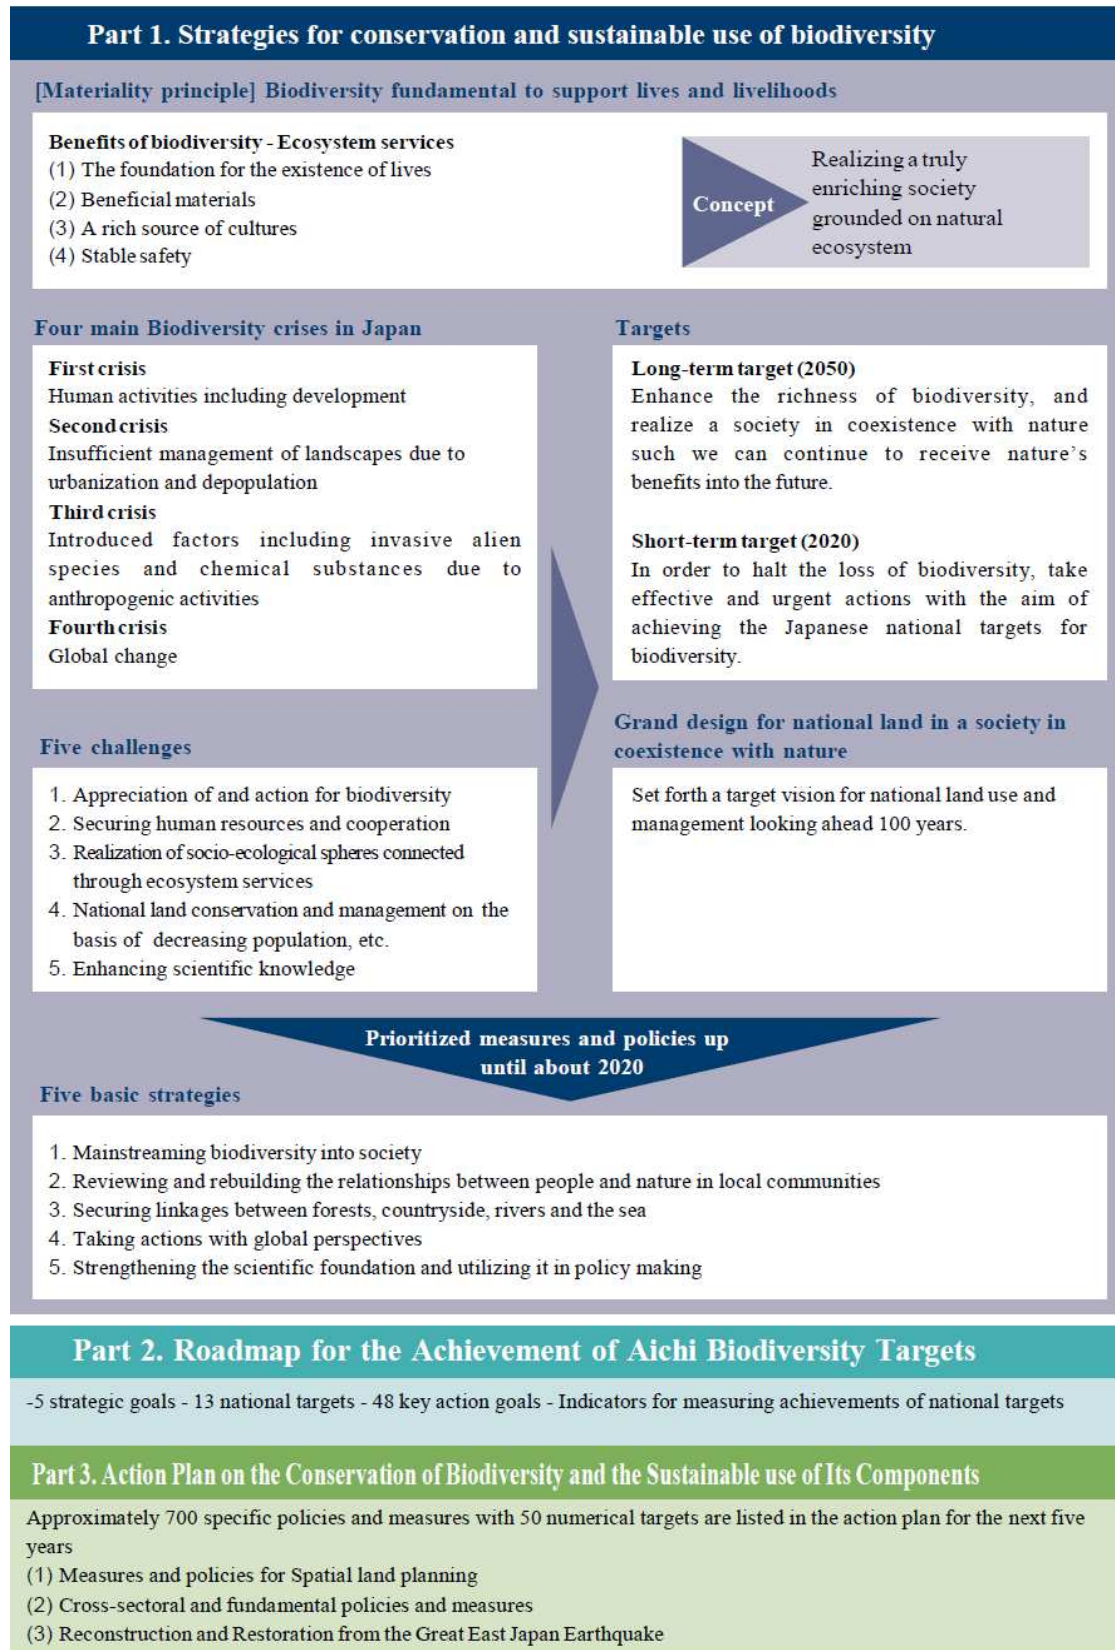 Part 1. Strategies for conservation and sustainable use of biodiversity
[Materiality principle] Biodiversity fundamental to support lives and livelihoods
Benefits of biodiversity - Ecosystem services
(1) The foundation for the existence of lives
(2) Beneficial materials
(3) A rich source of cultures
(4) Stable safety
Concept
Realizing a truly
enriching society
grounded on natural
ecosystem
Four main Biodiversity crises in Japan
First crisis
Human activities including development
Second crisis
Insufficient management of landscapes due to
urbanization and depopulation
Third crisis
Introduced factors including invasive alien
species and chemical substances due to
anthropogenic activities
Fourth crisis
Global change
Targets
Long-term target (2050)
Enhance the richness of biodiversity, and
realize a society in coexistence with nature
such we can continue to receive nature's
benefits into the future.
Short-term target (2020)
In order to halt the loss of biodiversity, take
effective and urgent actions with the aim of
achieving the Japanese national targets for
biodiversity.
Five challenges
1. Appreciation of and action for biodiversity
2. Securing human resources and cooperation
3. Realization of socio-ecological spheres connected
through ecosystem services
4. National land conservation and management on the
basis of decreasing population, etc.
5. Enhancing scientific knowledge
Grand design for national land in a society in
coexistence with nature
Set forth a target vision for national land use and
management looking ahead 100 years.
Prioritized measures and policies up
until about 2020
Five basic strategies
1. Mainstreaming biodiversity into society
2. Reviewing and rebuilding the relationships between people and nature in local communities
3. Securing linkages between forests, countryside, rivers and the sea
4. Taking actions with global perspectives
5. Strengthening the scientific foundation and utilizing it in policy making
Part 2. Roadmap for the Achievement of Aichi Biodiversity Targets
-5 strategic goals - 13 national targets - 48 key action goals - Indicators for measuring achievements of national targets
Part 3. Action Plan on the Conservation of Biodiversity and the Sustainable use of Its Components
Approximately 700 specific policies and measures with 50 numerical targets are listed in the action plan for the next five
years
(1) Measures and policies for Spatial land planning
(2) Cross-sectoral and fundamental policies and measures
(3) Reconstruction and Restoration from the Great East Japan Earthquake